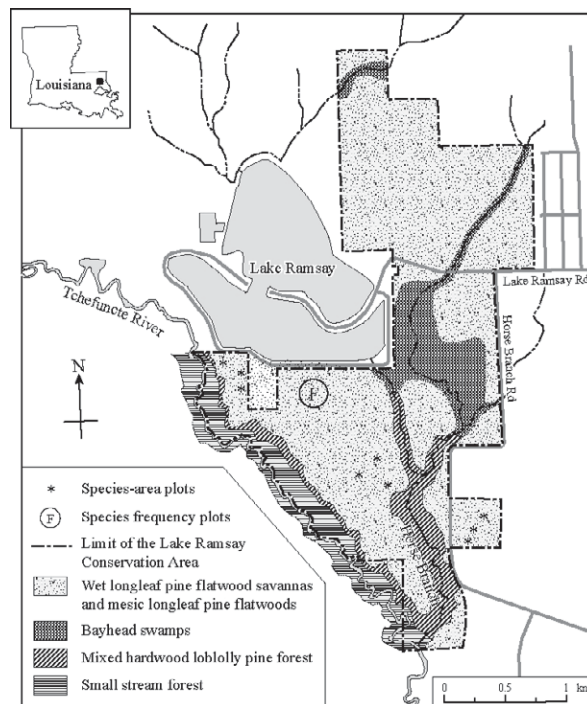 Louisiana
Lake Ramsay
Lake Ramsay Rd
Tchefuncte River
Horse Branch Rd
N
F
Horse Branch
Species-area plots
F
Species frequency plots
Limit of the Lake Ramsay
Conservation Area
Wet longleaf pine flatwood savannas
and mesic longleaf pine flatwoods
Bayhead swamps
Mixed hardwood loblolly pine forest
Small stream forest
0 0.5 1 km